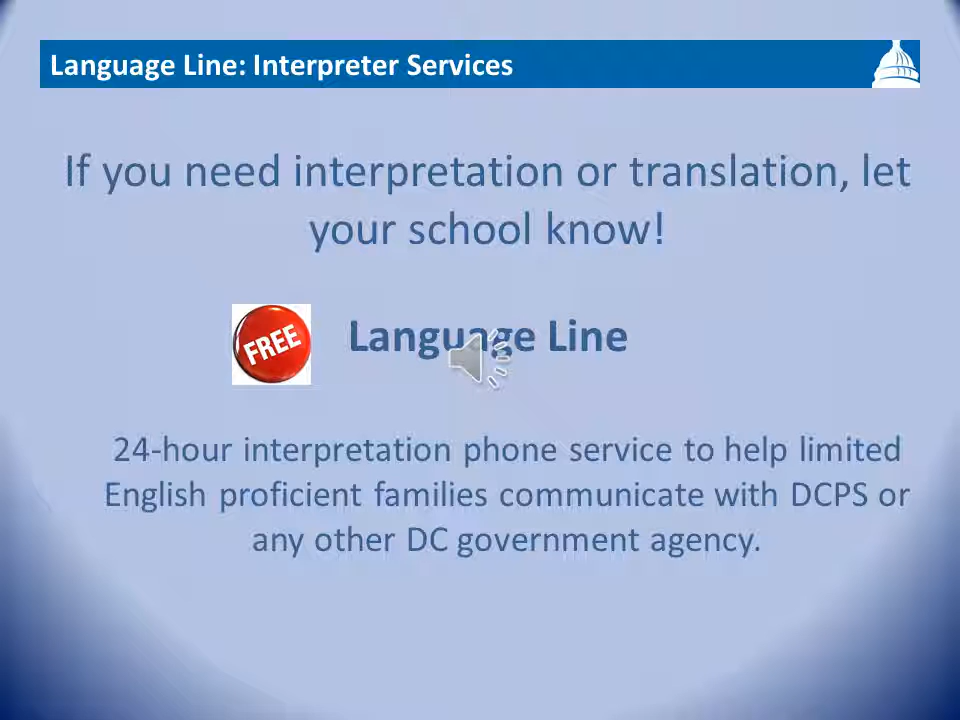 Language Line: Interpreter Services
If you need interpretation or translation, let
your school know!
FREE
Language Line
24-hour interpretation phone service to help limited
English proficient families communicate with DCPS or
any other DC government agency.